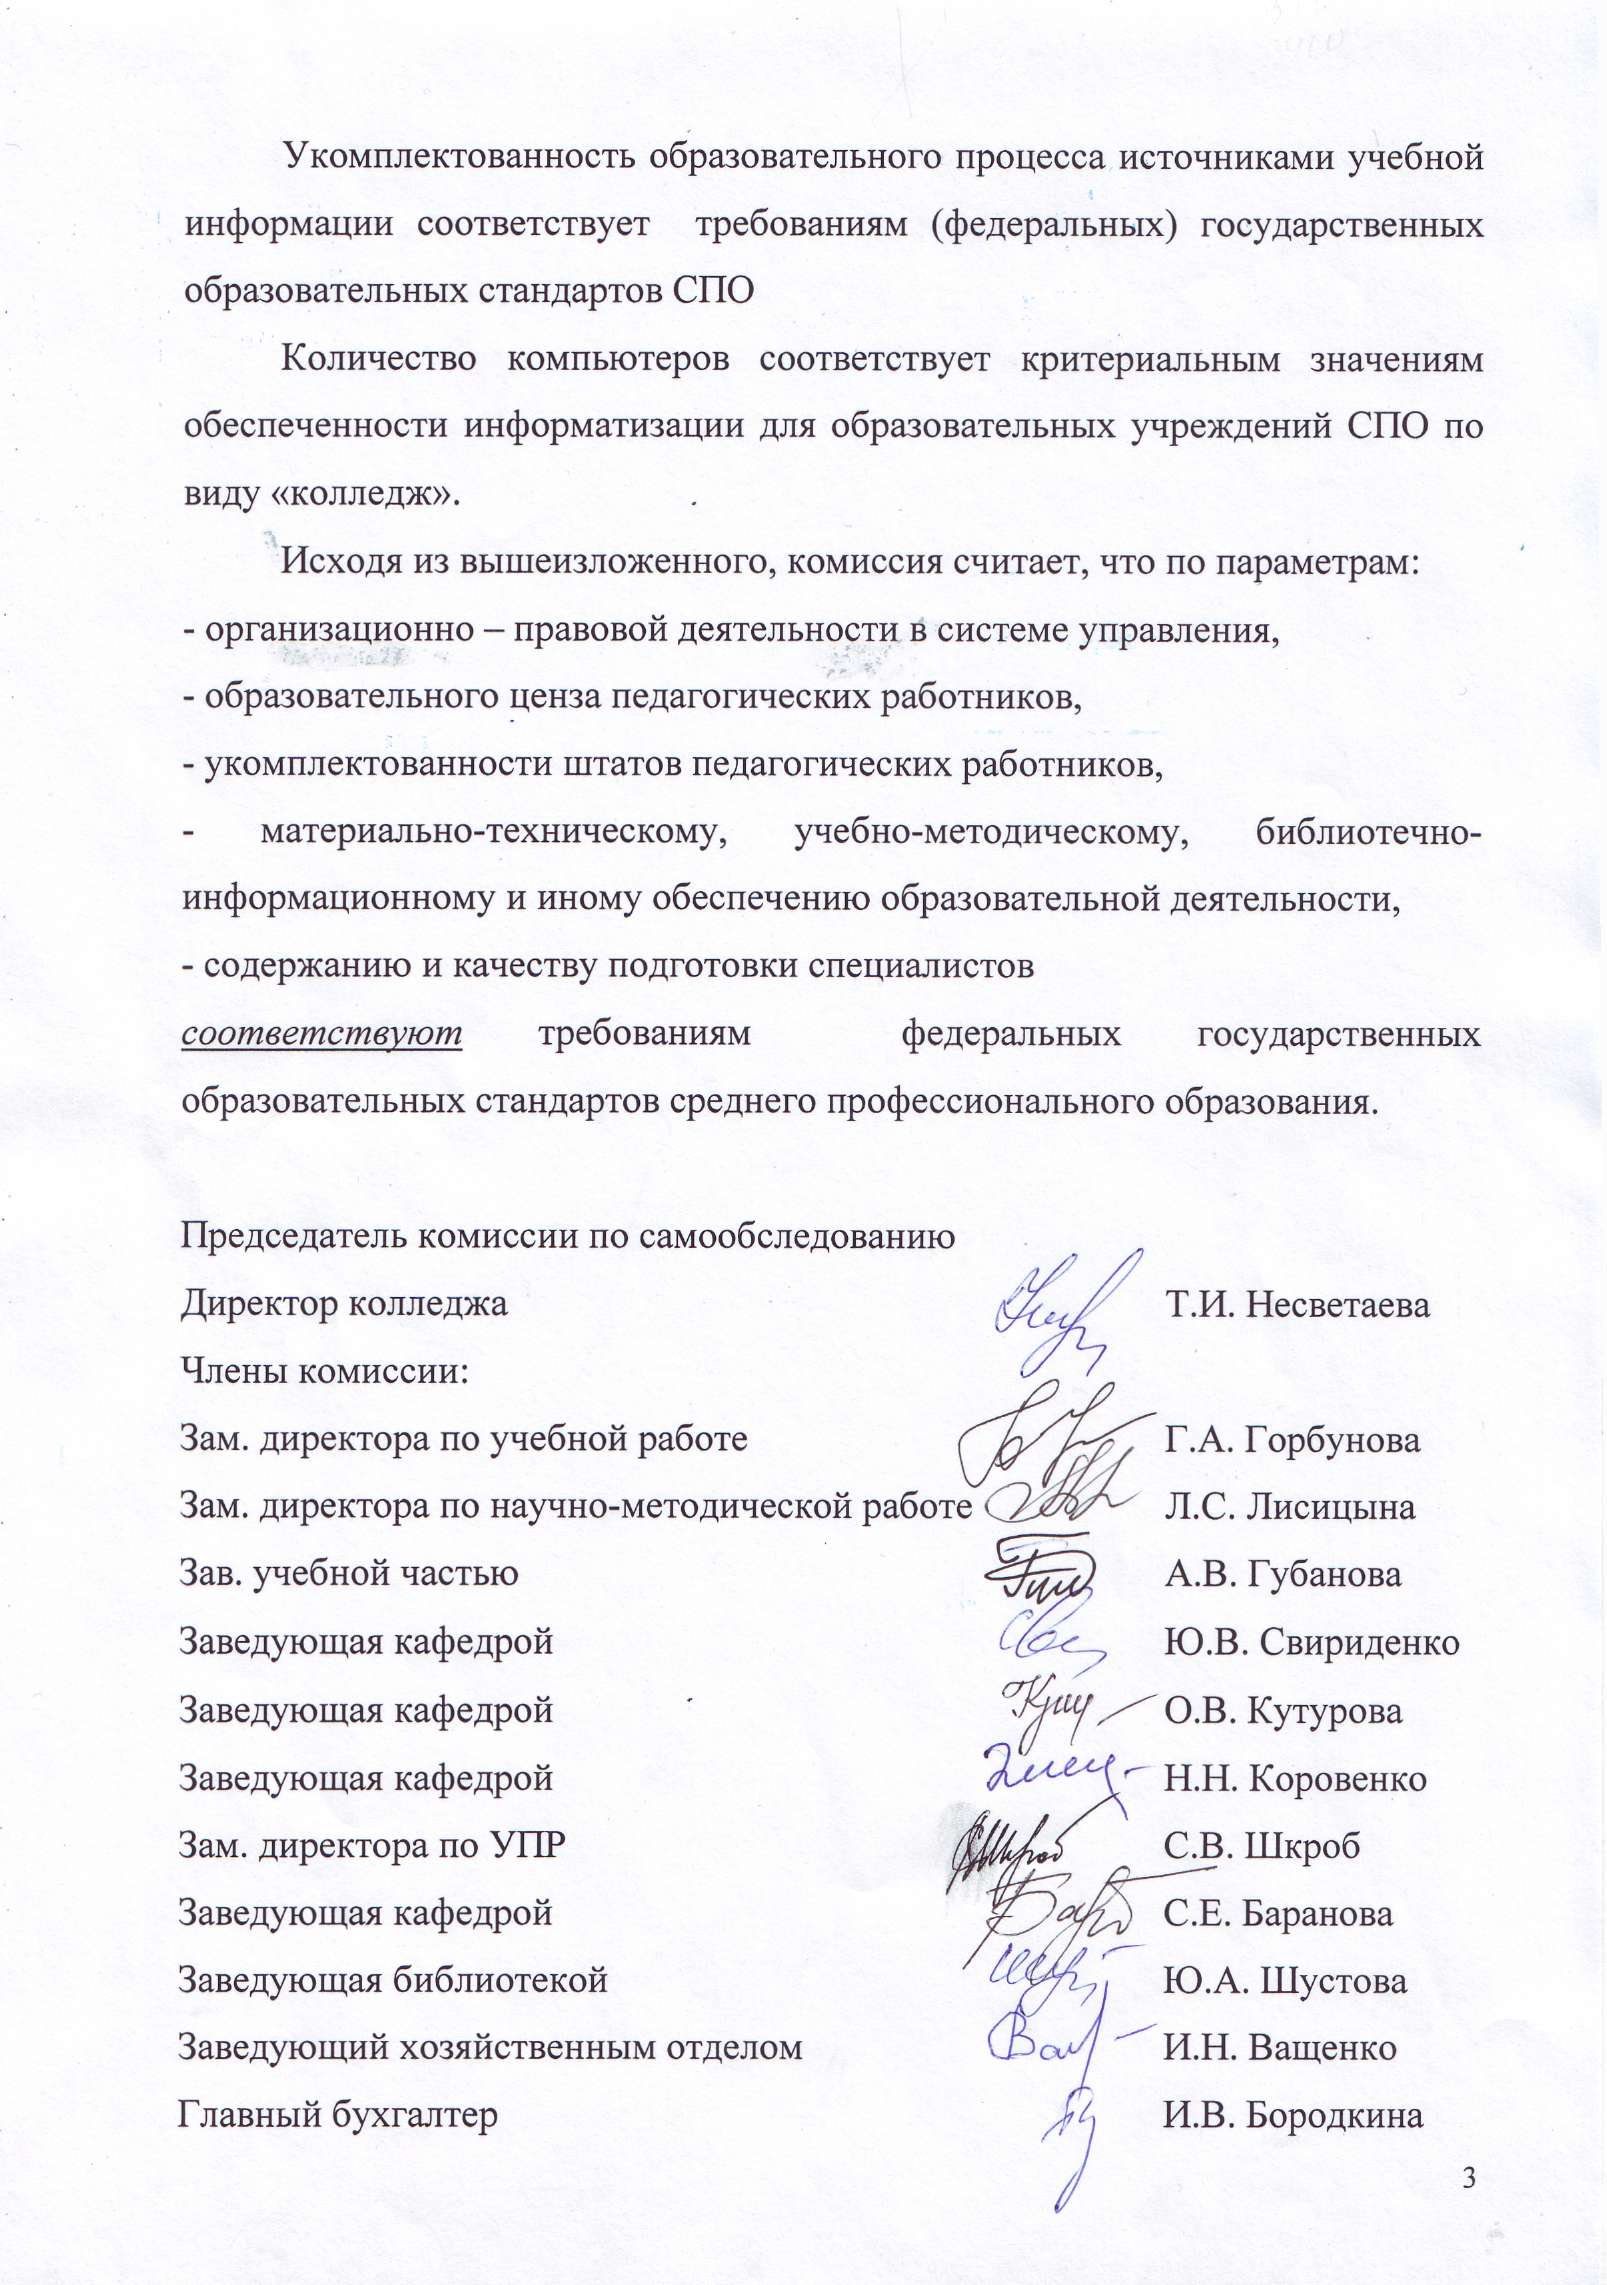 Укомплектованность образовательного процесса источниками учебной
информации соответствует требованиям (федеральных) государственных
образовательных стандартов СПО
Количество компьютеров соответствует критериальным значениям
обеспеченности информатизации для образовательных учреждений СПО по
виду «колледж».
Исходя из вышеизложенного, комиссия считает, что по параметрам:
- организационно – правовой деятельности в системе управления,
- образовательного ценза педагогических работников,
- укомплектованности штатов педагогических работников,
- материально-техническому, учебно-методическому, библиотечно-
информационному и иному обеспечению образовательной деятельности,
- содержанию и качеству подготовки специалистов
соответствуют требованиям федеральных государственных
образовательных стандартов среднего профессионального образования.
Председатель комиссии по самообследованию
Директор колледжа Т.И. Несветаева
Члены комиссии:
Зам. директора по учебной работе Г.А. Горбунова
Зам. директора по научно-методической работе Л.С. Лисицына
Зав. учебной частью А.В. Губанова
Заведующая кафедрой Ю.В. Свириденко
Заведующая кафедрой О.В. Кутурова
Заведующая кафедрой Н.Н. Коровенко
Зам. директора по УПР С.В. Шкроб
Заведующая кафедрой С.Е. Баранова
Заведующая библиотекой Ю.А. Шустова
Заведующий хозяйственным отделом И.Н. Ващенко
Главный бухгалтер И.В. Бородкина
3